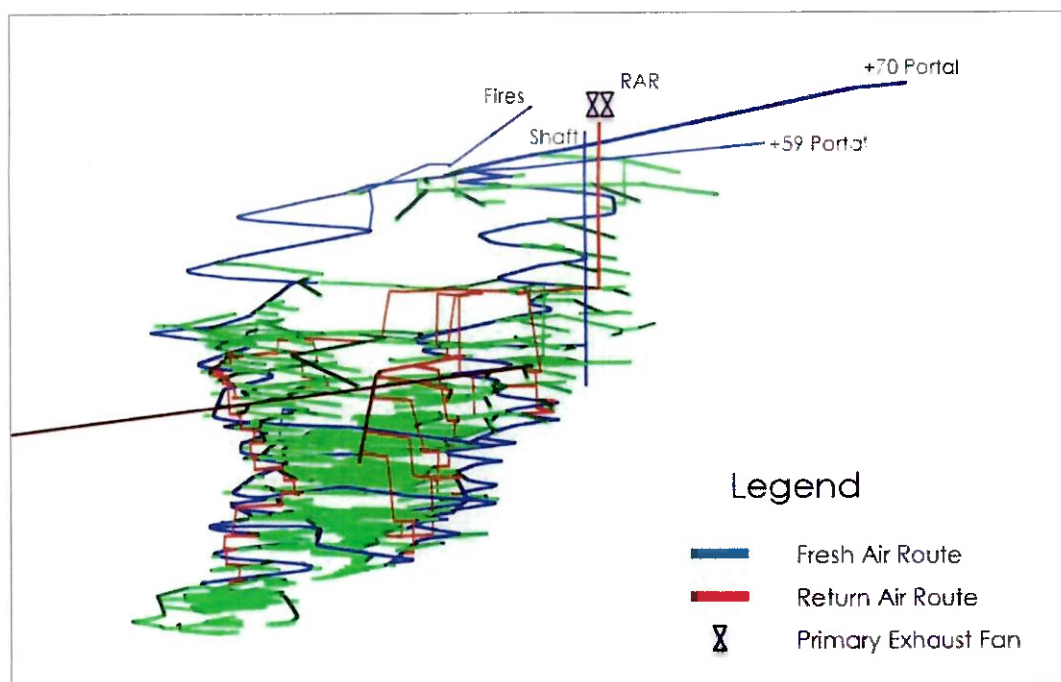 +70 Portal
RAR
Fires
Shaft
+59 Portal
Legend
Fresh Air Route
Return Air Route
Primary Exhaust Fan